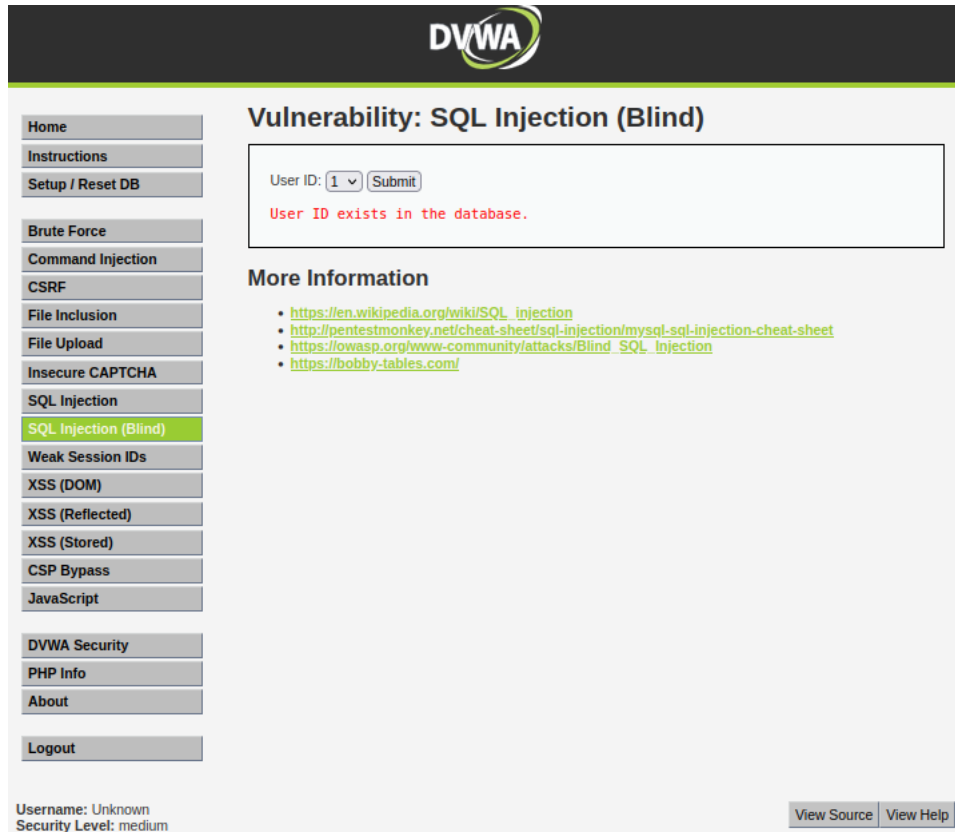 DVWA
Home
Instructions
Setup / Reset DB
Brute Force
Command Injection
CSRF
File Inclusion
File Upload
Insecure CAPTCHA
SQL Injection
SQL Injection (Blind)
Weak Session IDs
XSS (DOM)
XSS (Reflected)
XSS (Stored)
CSP Bypass
JavaScript
DVWA Security
PHP Info
About
Logout
Vulnerability: SQL Injection (Blind)
User ID: 1 Submit
User ID exists in the database.
More Information
https://en.wikipedia.org/wiki/SQL_injection
http://pentestmonkey.net/cheat-sheet/sql-injection/mysql-sql-injection-cheat-sheet
https://owasp.org/www-community/attacks/Blind_SQL_Injection
https://bobby-tables.com/
Username: Unknown
Security Level: medium
View Source View Help